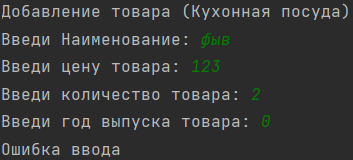 Добавление товара (Кухонная посуда)
Введи Наименование: фыв
Введи цену товара: 123
Введи количество товара: 2
Введи год выпуска товара: 0
Ошибка ввода